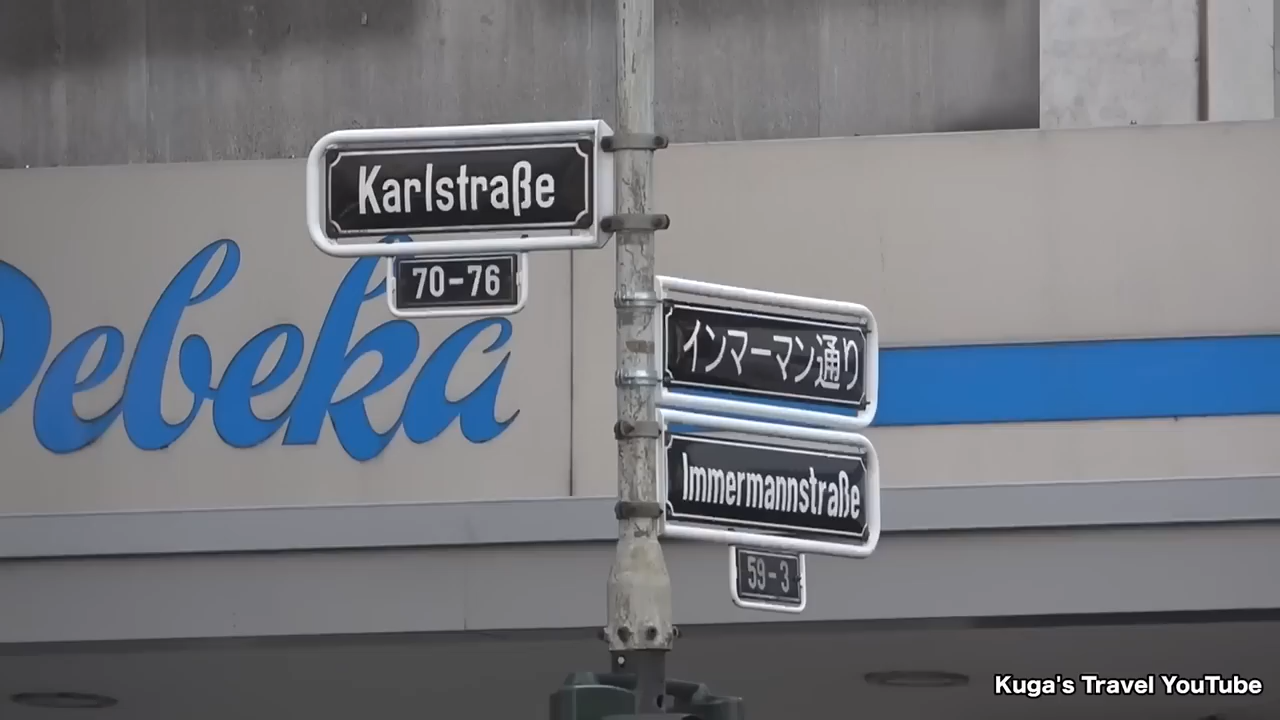 Karlstraße
70-76
Debeka
インマーマン通り
Immermannstraße
59-3
Kuga's Travel YouTube